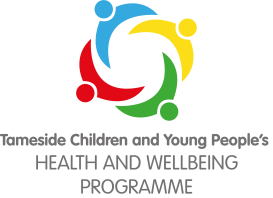 Tameside Children and Young People's
HEALTH AND WELLBEING
PROGRAMME